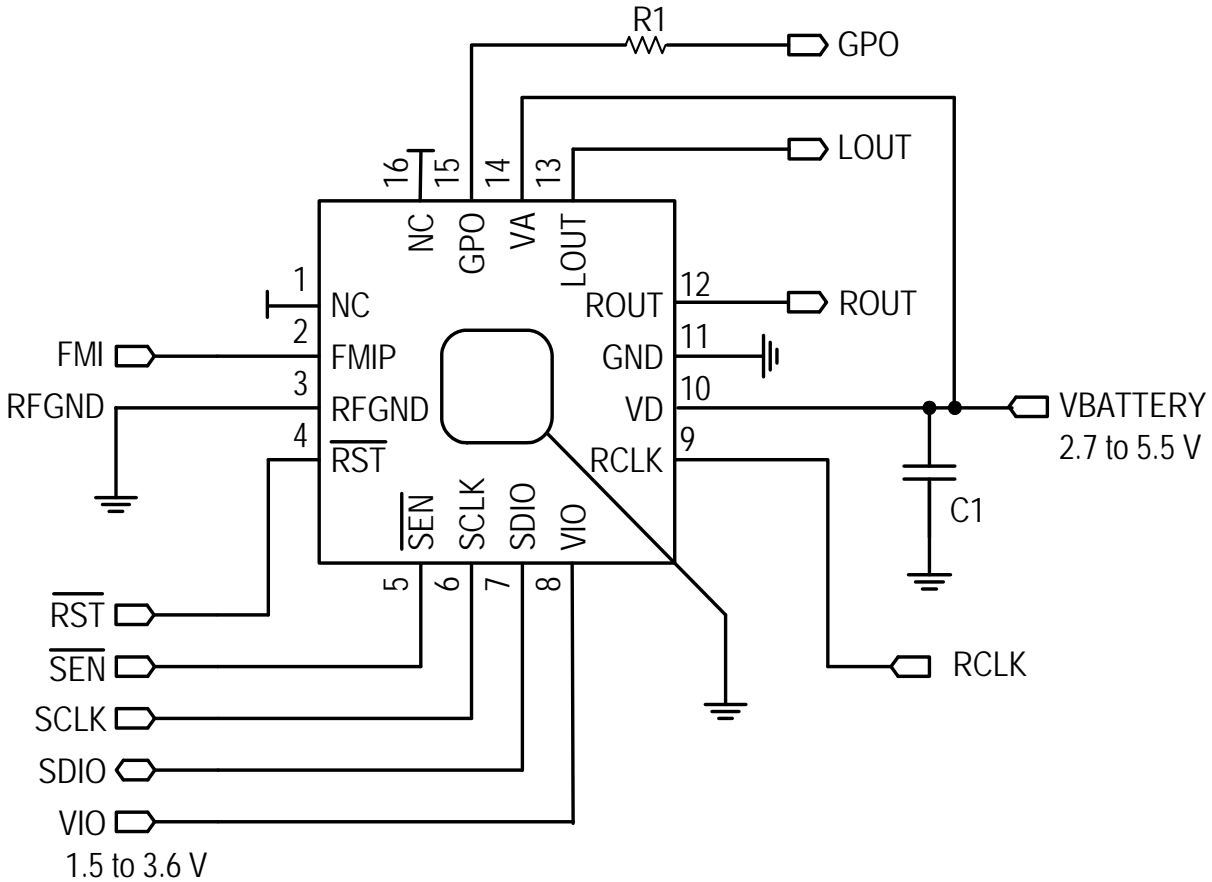 R1
GPO
LOUT
16
15
14
13
NC
GPO
VA
LOUT
1
NC
ROUT
12
ROUT
FMI
2
FMIP
GND
11
RFGND
3
RFGND
VD
10
VBATTERY
2.7 to 5.5 V
4
RST
RCLK
9
C1
SEN
SCLK
SDIO
VIO
5
6
7
8
RST
SEN
RCLK
SCLK
SDIO
VIO
1.5 to 3.6 V